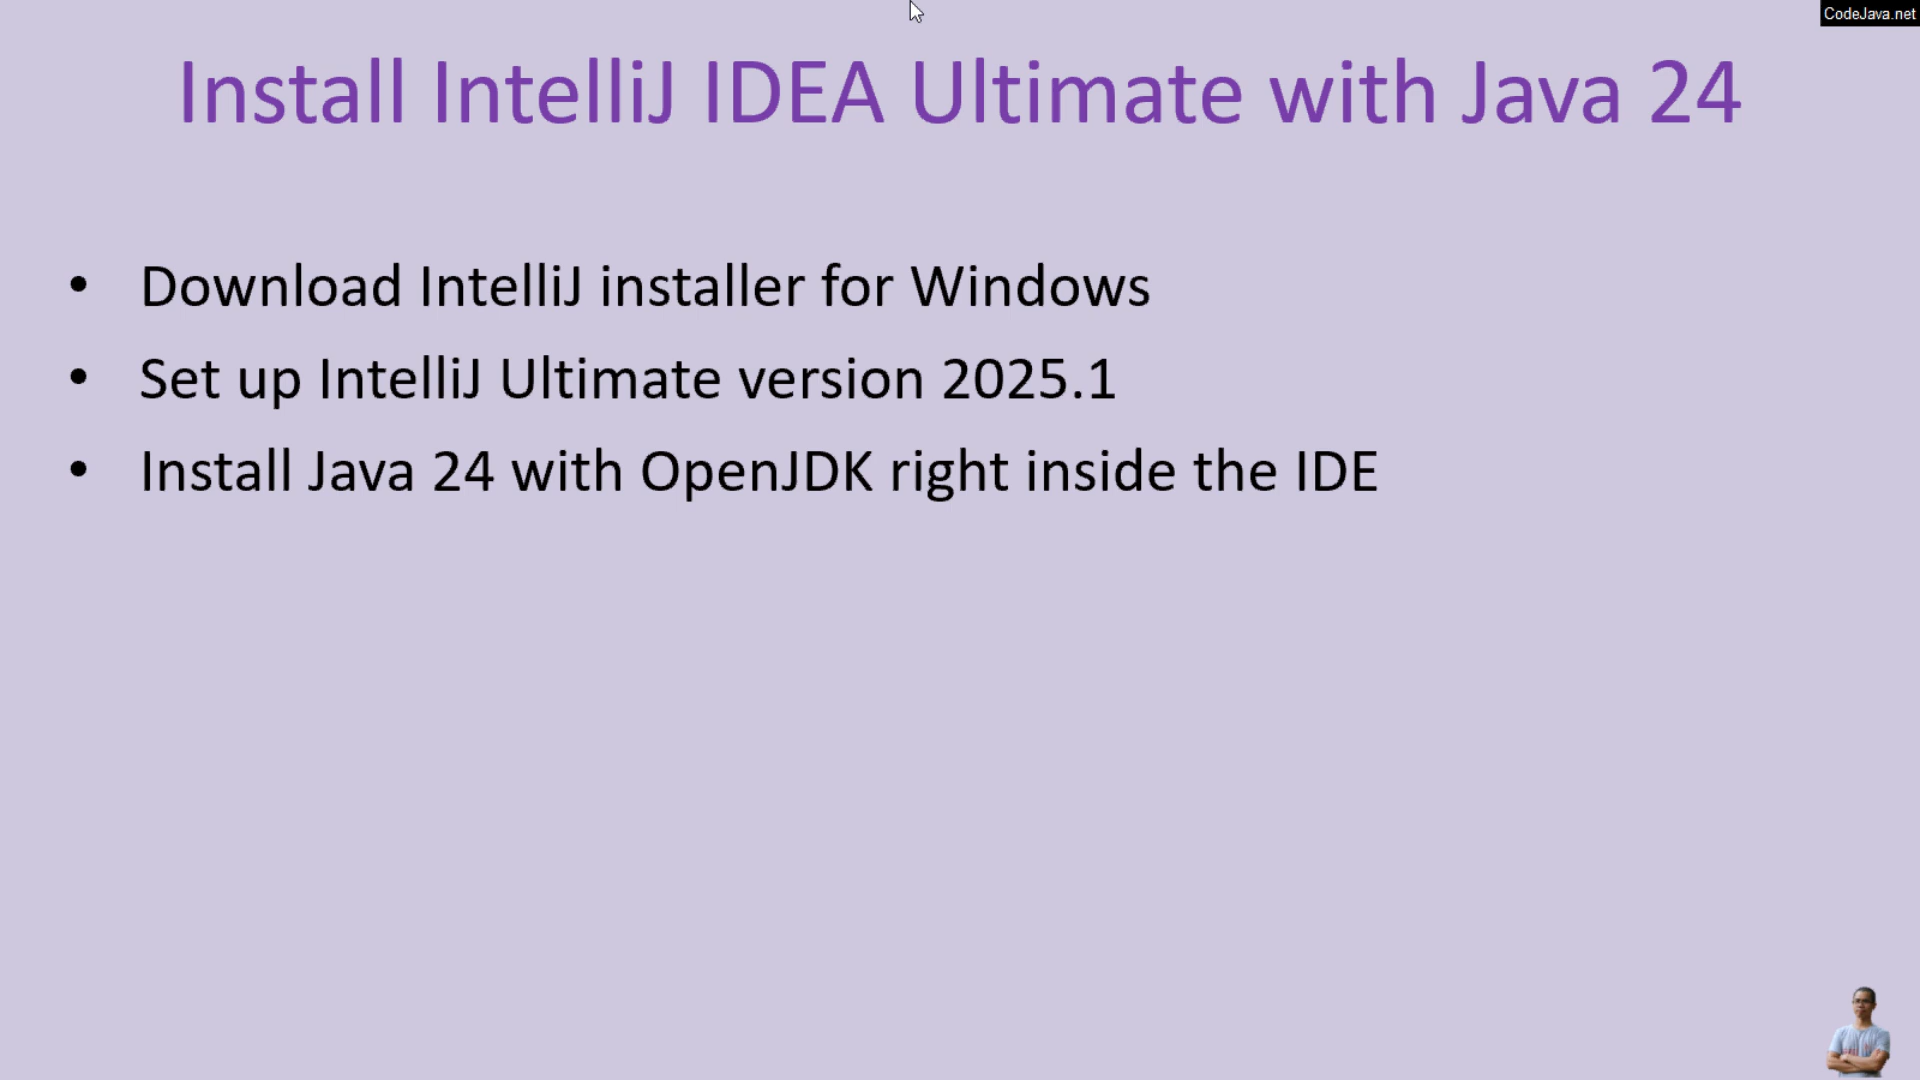 CodeJava.net
Install IntelliJ IDEA Ultimate with Java 24
• Download IntelliJ installer for Windows
• Set up IntelliJ Ultimate version 2025.1
• Install Java 24 with OpenJDK right inside the IDE